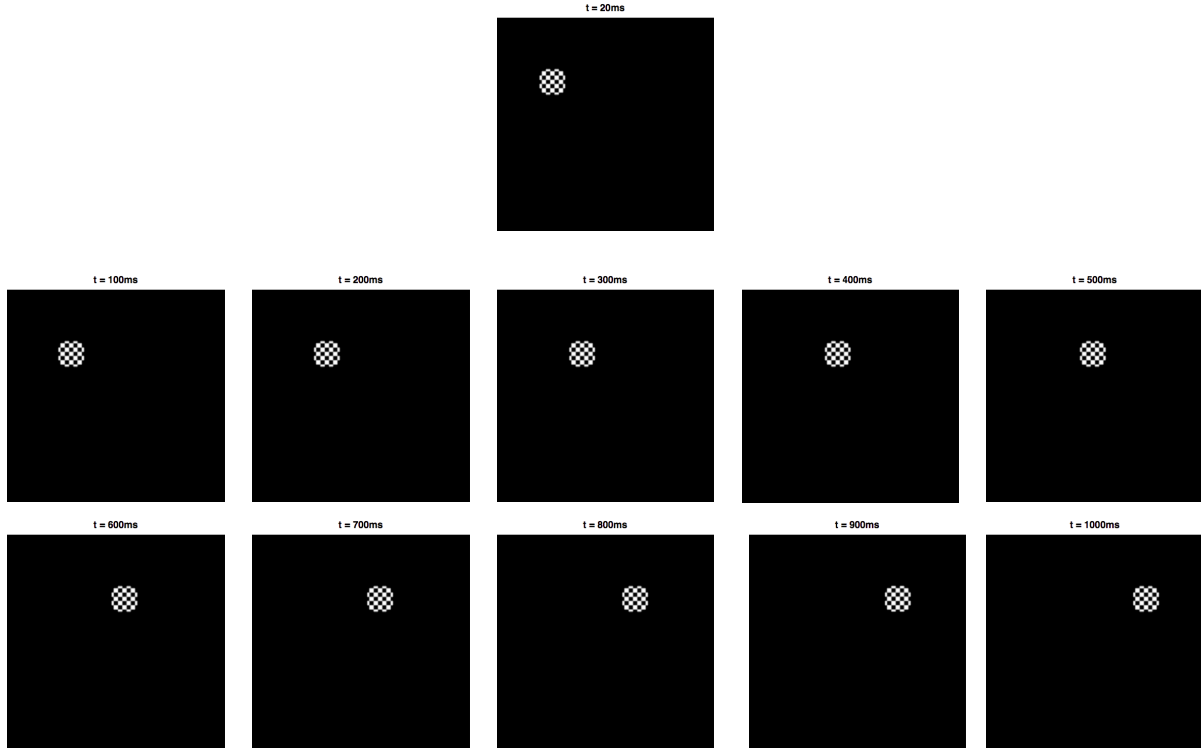 t = 20ms
t = 100ms
t = 200ms
t = 300ms
t = 400ms
t = 500ms
t = 600ms
t = 700ms
t = 800ms
t = 900ms
t = 1000ms